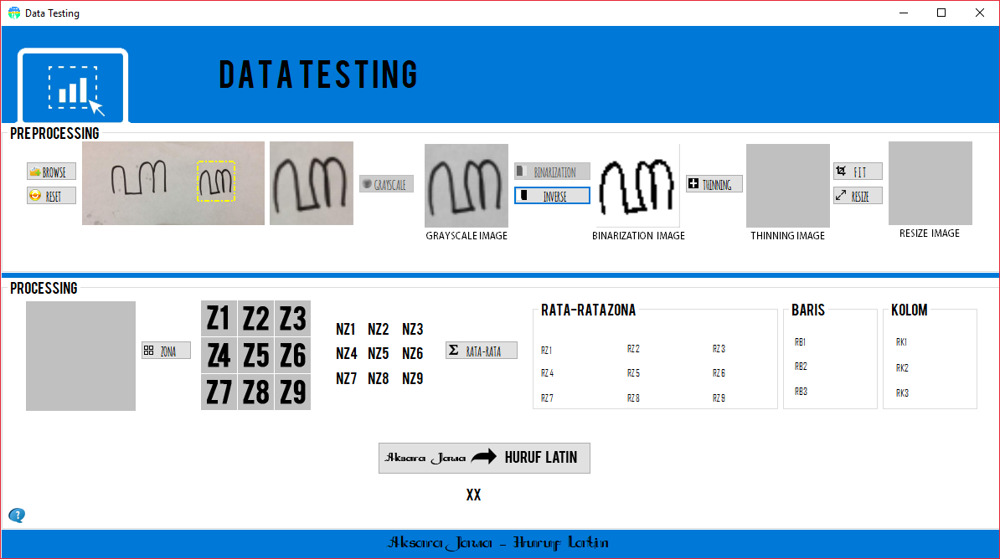 Data Testing
DATA TESTING
PREPROCESSING
BROWSE
RESET
GRAYSCALE
GRAYSCALE IMAGE
BINARIZATION
INVERSE
BINARIZATION IMAGE
THINNING
THINNING IMAGE
FIT
RESIZE
RESIZE IMAGE
PROCESSING
ZONA
Z1 Z2 Z3
Z4 Z5 Z6
Z7 Z8 Z9
NZ1 NZ2 NZ3
NZ4 NZ5 NZ6
NZ7 NZ8 NZ9
Σ RATA-RATA
RATA-RATAZONA
RZ1 RZ2 RZ3
RZ4 RZ5 RZ6
RZ7 RZ8 RZ9
BARIS
RB1
RB2
RB3
KOLOM
RK1
RK2
RK3
Aksara Jawa HURUF LATIN
XX
?
Aksara Jawa - Huruf Latin